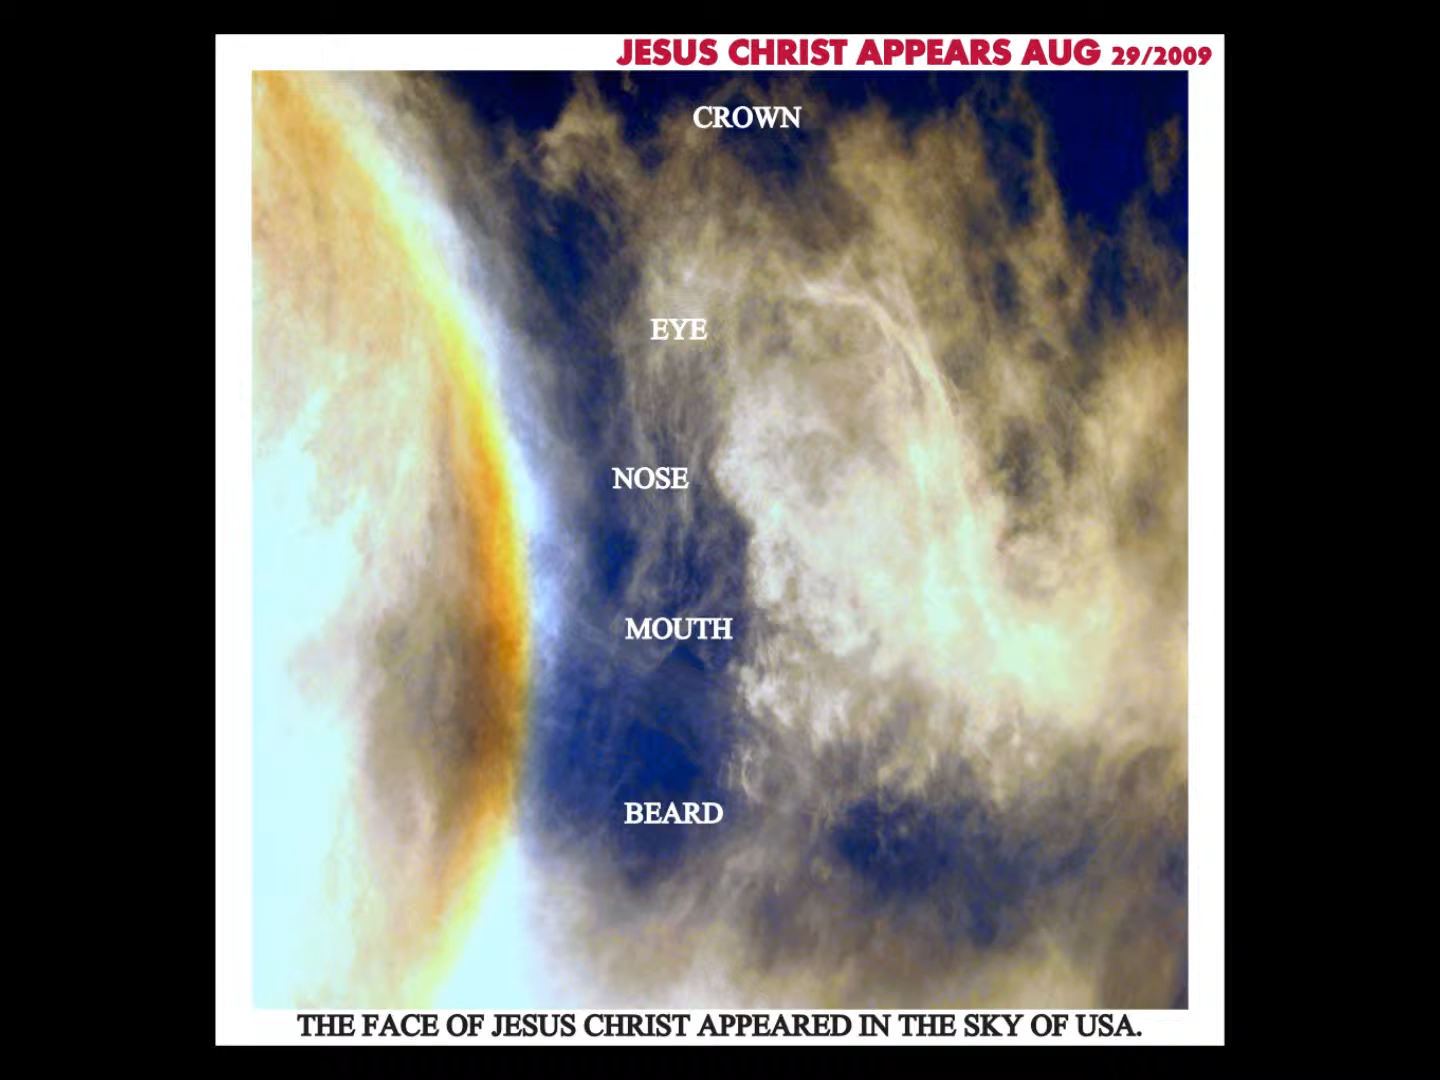 JESUS CHRIST APPEARS AUG 29/2009
CROWN
EYE
NOSE
MOUTH
BEARD
THE FACE OF JESUS CHRIST APPEARED IN THE SKY OF USA.